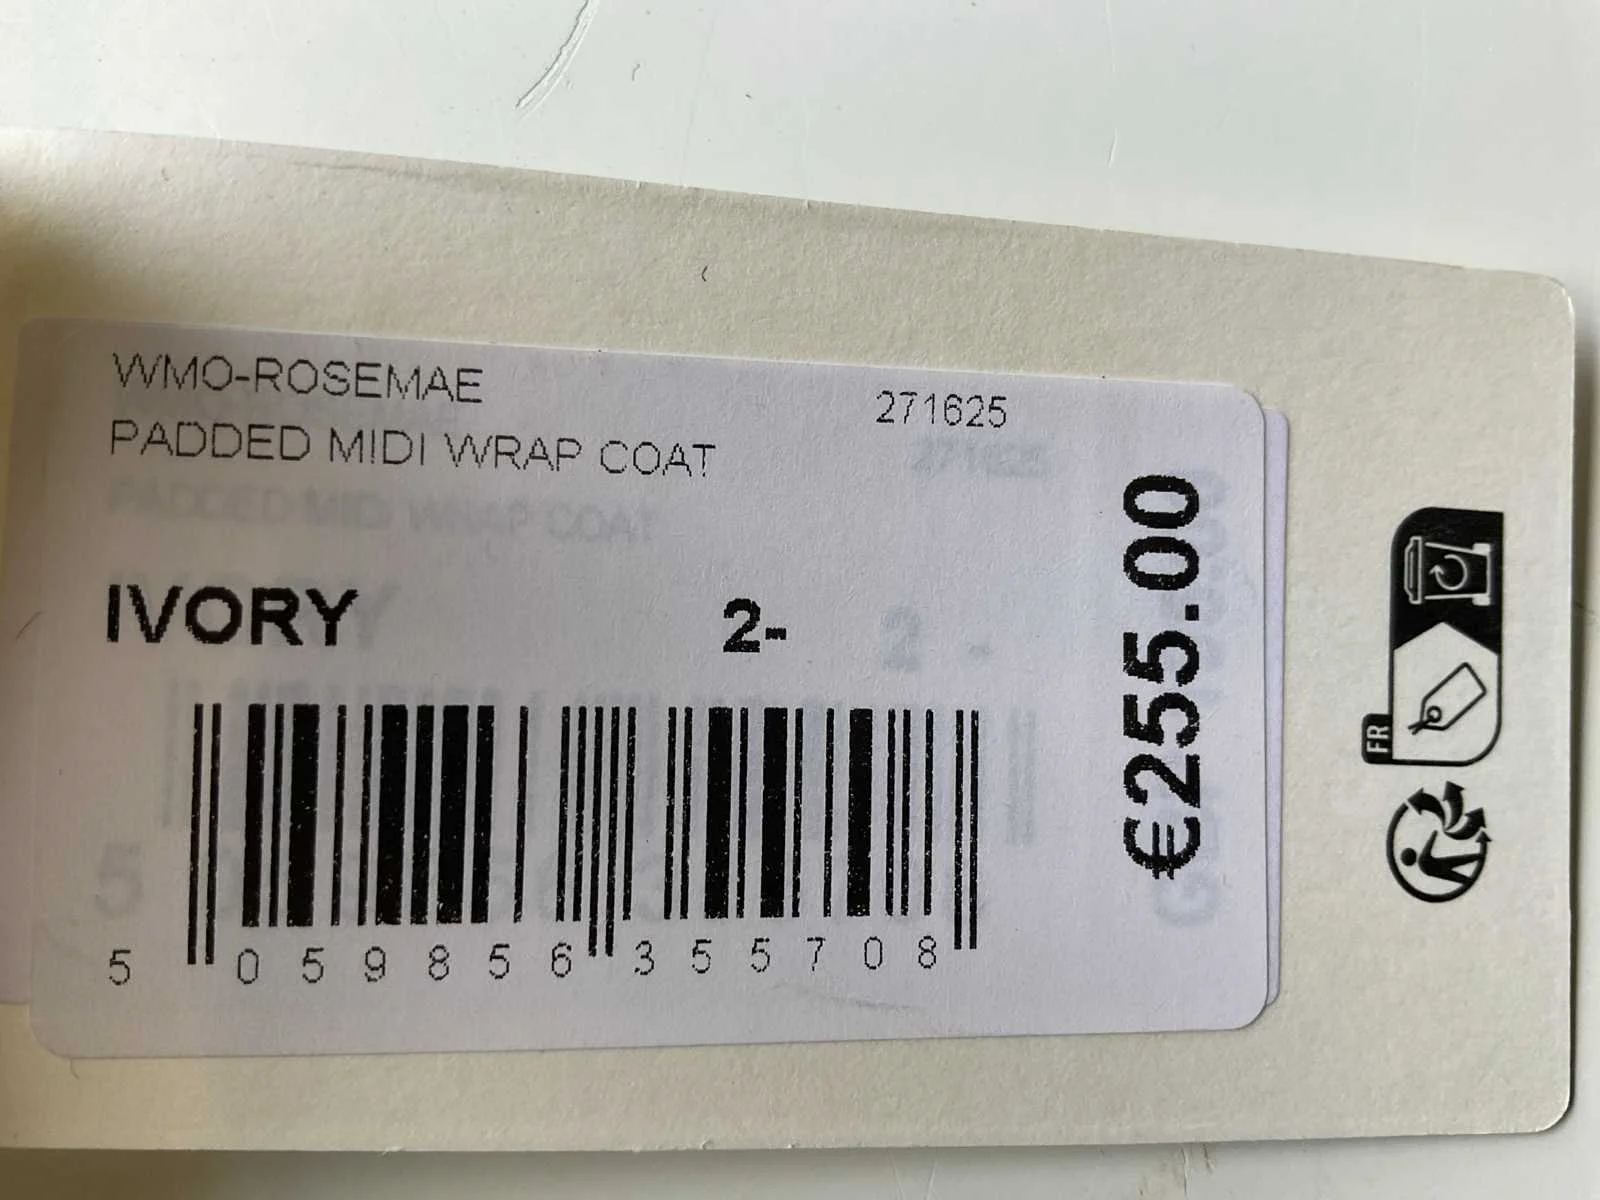 WMO-ROSEMAE
271625
PADDED MIDI WRAP COAT
IVORY
2-
€255.00
5 059856 355708
FR